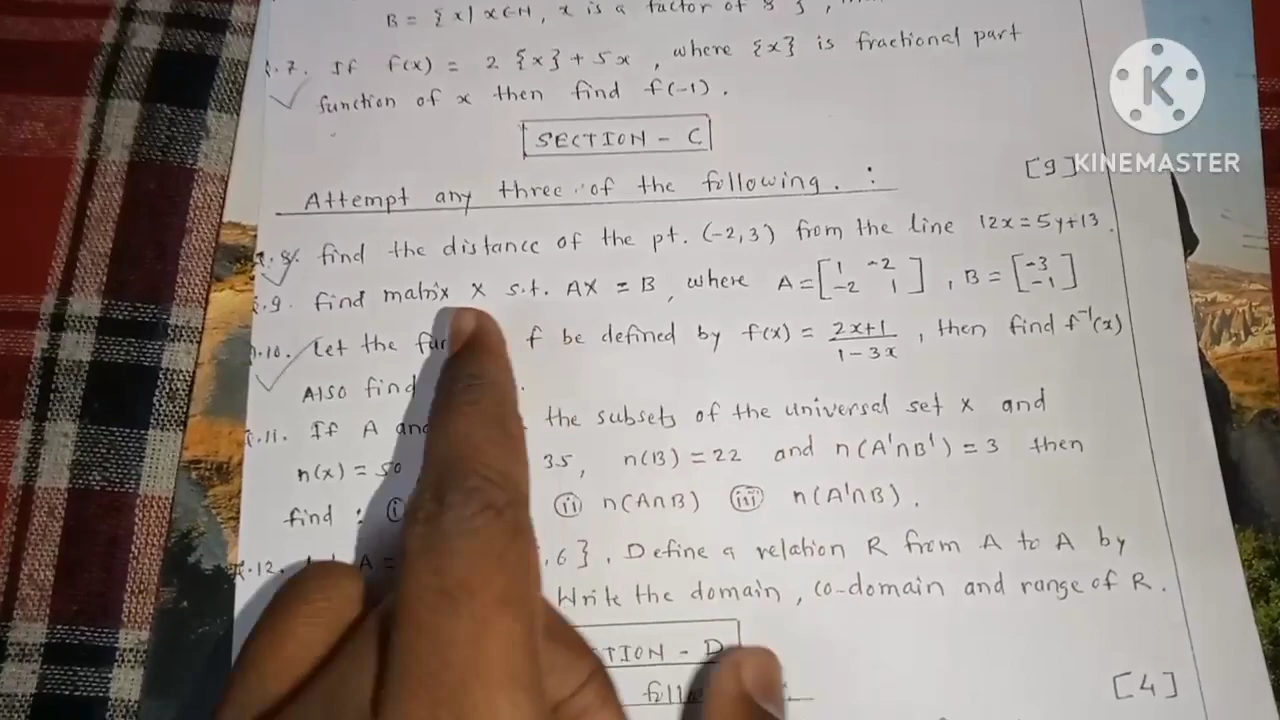 B = { x | x ∈ N, x is a factor of 8 },
.7. If f(x) = 2 {x} + 5x , where {x} is fractional part
function of x then find f(-1).
SECTION - C
Attempt any three of the following. : [9]
K
KINEMASTER
.8. find the distance of the pt. (-2,3) from the line 12x = 5y+13.
.9. Find matrix X s.t. AX = B, where A = [1 -2 / -2 1], B = [-3 / -1]
.10. Let the f be defined by f(x) = (2x+1)/(1-3x), then find f⁻¹(x)
Also find
.11. If A the subsets of the universal set X and
n(x) = 50 35, n(B) = 22 and n(A'∩B') = 3 then
find : (i) (ii) n(A∩B) (iii) n(A'∩B).
.12. A = , 6 } . Define a relation R from A to A by
Write the domain, co-domain and range of R.
TION - D
[4]